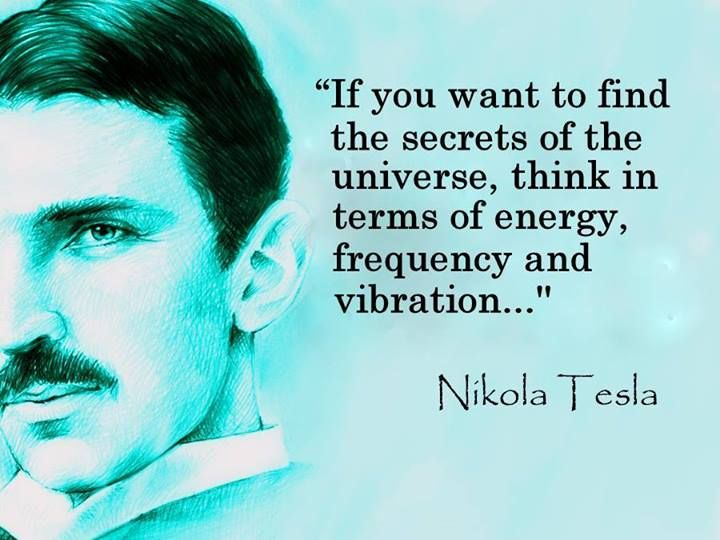 “If you want to find
the secrets of the
universe, think in
terms of energy,
frequency and
vibration..."
Nikola Tesla